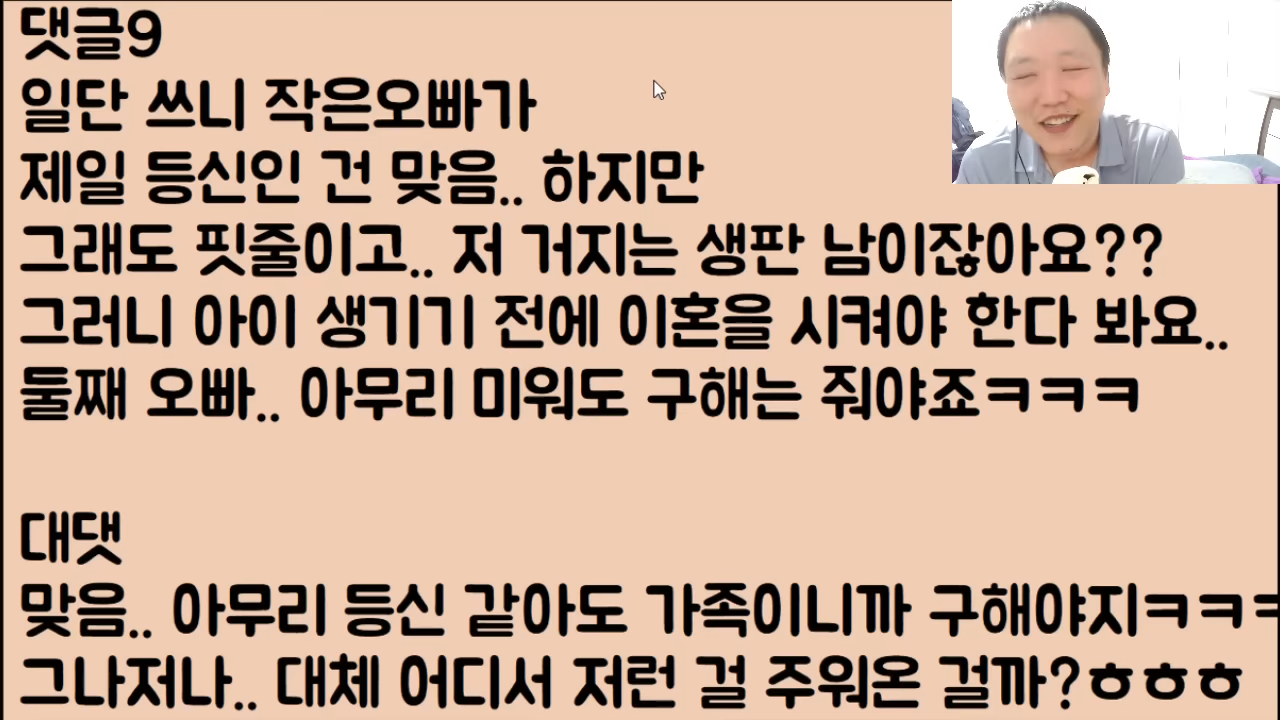 댓글9
일단 쓰니 작은오빠가
제일 등신인 건 맞음.. 하지만
그래도 핏줄이고.. 저 거지는 생판 남이잖아요??
그러니 아이 생기기 전에 이혼을 시켜야 한다 봐요..
둘째 오빠.. 아무리 미워도 구해는 줘야죠ㅋㅋㅋ
대댓
맞음.. 아무리 등신 같아도 가족이니까 구해야지ㅋㅋㅋ
그나저나.. 대체 어디서 저런 걸 주워온 걸까?ㅎㅎㅎ